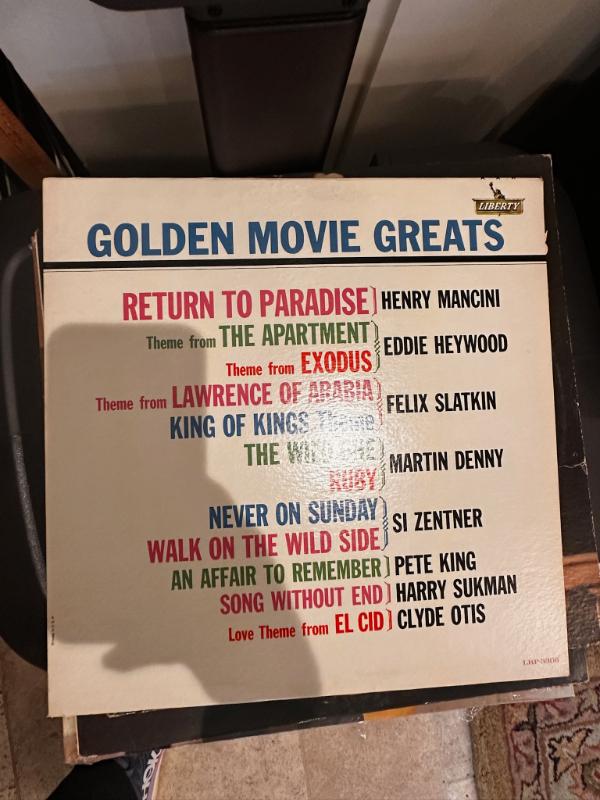 LIBERTY
GOLDEN MOVIE GREATS
RETURN TO PARADISE] HENRY MANCINI
Theme from THE APARTMENT
Theme from EXODUS
EDDIE HEYWOOD
Theme from LAWRENCE OF ARABIA
KING OF KINGS Theme
FELIX SLATKIN
THE WILD ONE
RUBY
MARTIN DENNY
NEVER ON SUNDAY
WALK ON THE WILD SIDE
SI ZENTNER
AN AFFAIR TO REMEMBER] PETE KING
SONG WITHOUT END] HARRY SUKMAN
Love Theme from EL CID] CLYDE OTIS